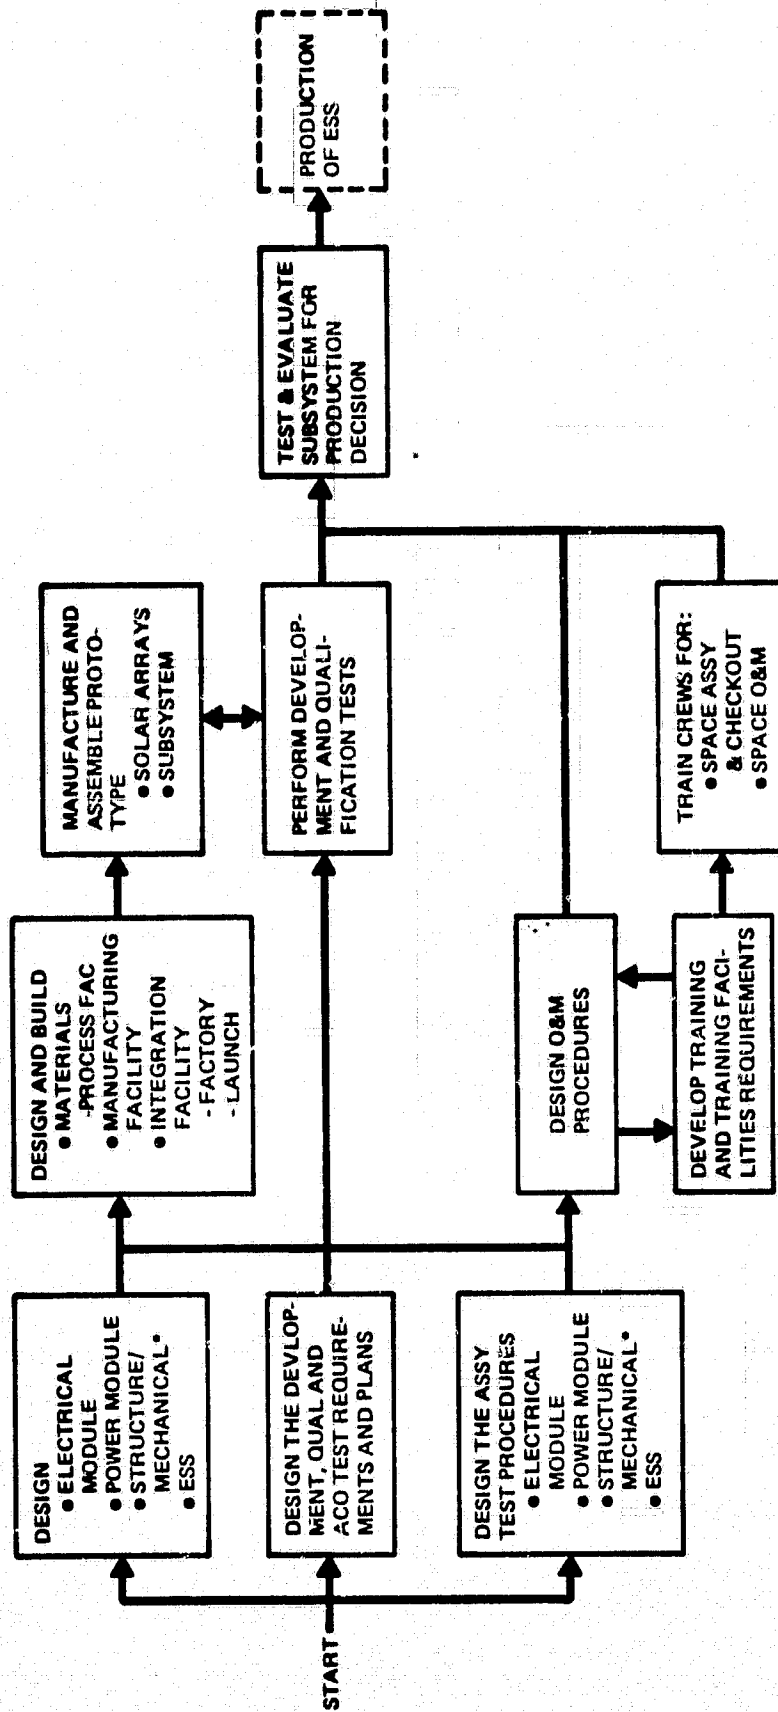 START
DESIGN
● ELECTRICAL
MODULE
● POWER MODULE
● STRUCTURE/
MECHANICAL*
● ESS
DESIGN THE DEVLOP-
MENT, QUAL AND
ACO TEST REQUIRE-
MENTS AND PLANS
DESIGN THE ASSY
TEST PROCEDURES
● ELECTRICAL
MODULE
● POWER MODULE
● STRUCTURE/
MECHANICAL*
● ESS
DESIGN AND BUILD
● MATERIALS
-PROCESS FAC
● MANUFACTURING
FACILITY
● INTEGRATION
FACILITY
- FACTORY
- LAUNCH
DESIGN O&M
PROCEDURES
DEVELOP TRAINING
AND TRAINING FACI-
LITIES REQUIREMENTS
MANUFACTURE AND
ASSEMBLE PROTO-
TYPE
● SOLAR ARRAYS
● SUBSYSTEM
PERFORM DEVELOP-
MENT AND QUALI-
FICATION TESTS
TRAIN CREWS FOR:
● SPACE ASSY
& CHECKOUT
● SPACE O&M
TEST & EVALUATE
SUBSYSTEM FOR
PRODUCTION
DECISION
PRODUCTION
OF ESS